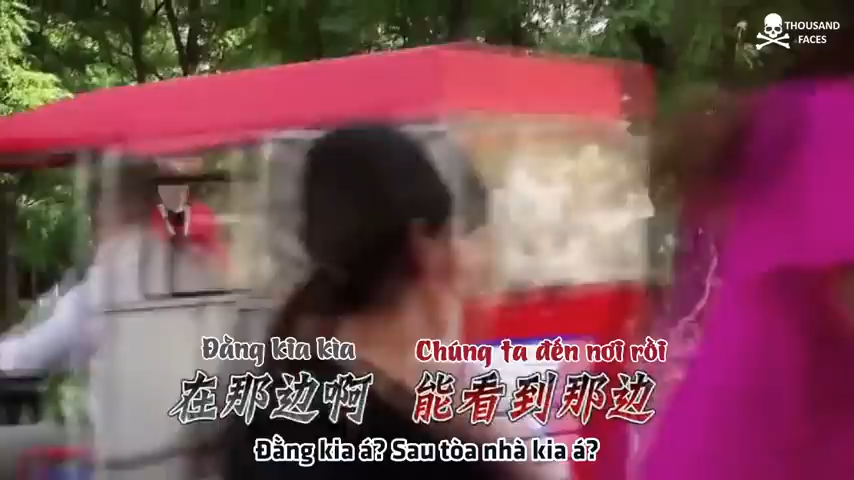 THOUSAND
FACES
Đằng kia kìa
Chúng ta đến nơi rồi
在那边啊 能看到那边
Đằng kia á? Sau tòa nhà kia á?